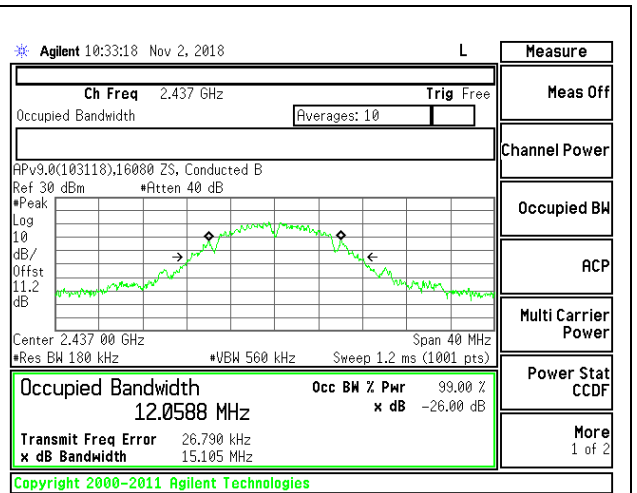 Agilent 10:33:18 Nov 2, 2018 L Measure
Ch Freq 2.437 GHz Trig Free
Meas Off
Occupied Bandwidth Averages: 10
Channel Power
APv9.0(103118),16080 ZS, Conducted B
Ref 30 dBm #Atten 40 dB
#Peak
Log
10
dB/
Offst
11.2
dB
Occupied BW
ACP
Multi Carrier
Power
Center 2.437 00 GHz Span 40 MHz
#Res BW 180 kHz #VBW 560 kHz Sweep 1.2 ms (1001 pts)
Occupied Bandwidth Occ BW % Pwr 99.00 %
12.0588 MHz x dB -26.00 dB
Power Stat
CCDF
Transmit Freq Error 26.790 kHz
x dB Bandwidth 15.105 MHz
More
1 of 2
Copyright 2000-2011 Agilent Technologies